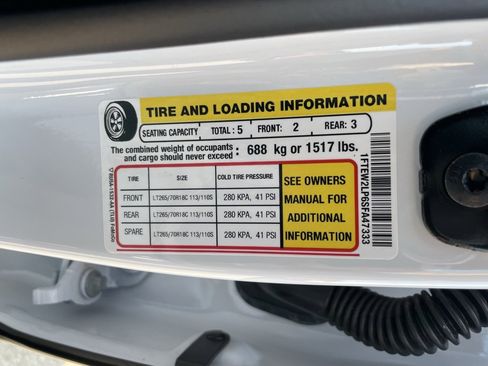 TIRE AND LOADING INFORMATION
SEATING CAPACITY TOTAL : 5 FRONT: 2 REAR: 3
The combined weight of occupants
and cargo should never exceed : 688 kg or 1517 lbs.
TIRE SIZE COLD TIRE PRESSURE
FRONT LT265/70R18C 113/110S 280 KPA, 41 PSI
REAR LT265/70R18C 113/110S 280 KPA, 41 PSI
SPARE LT265/70R18C 113/110S 280 KPA, 41 PSI
SEE OWNERS
MANUAL FOR
ADDITIONAL
INFORMATION
1FTEW2LP6SFA47333